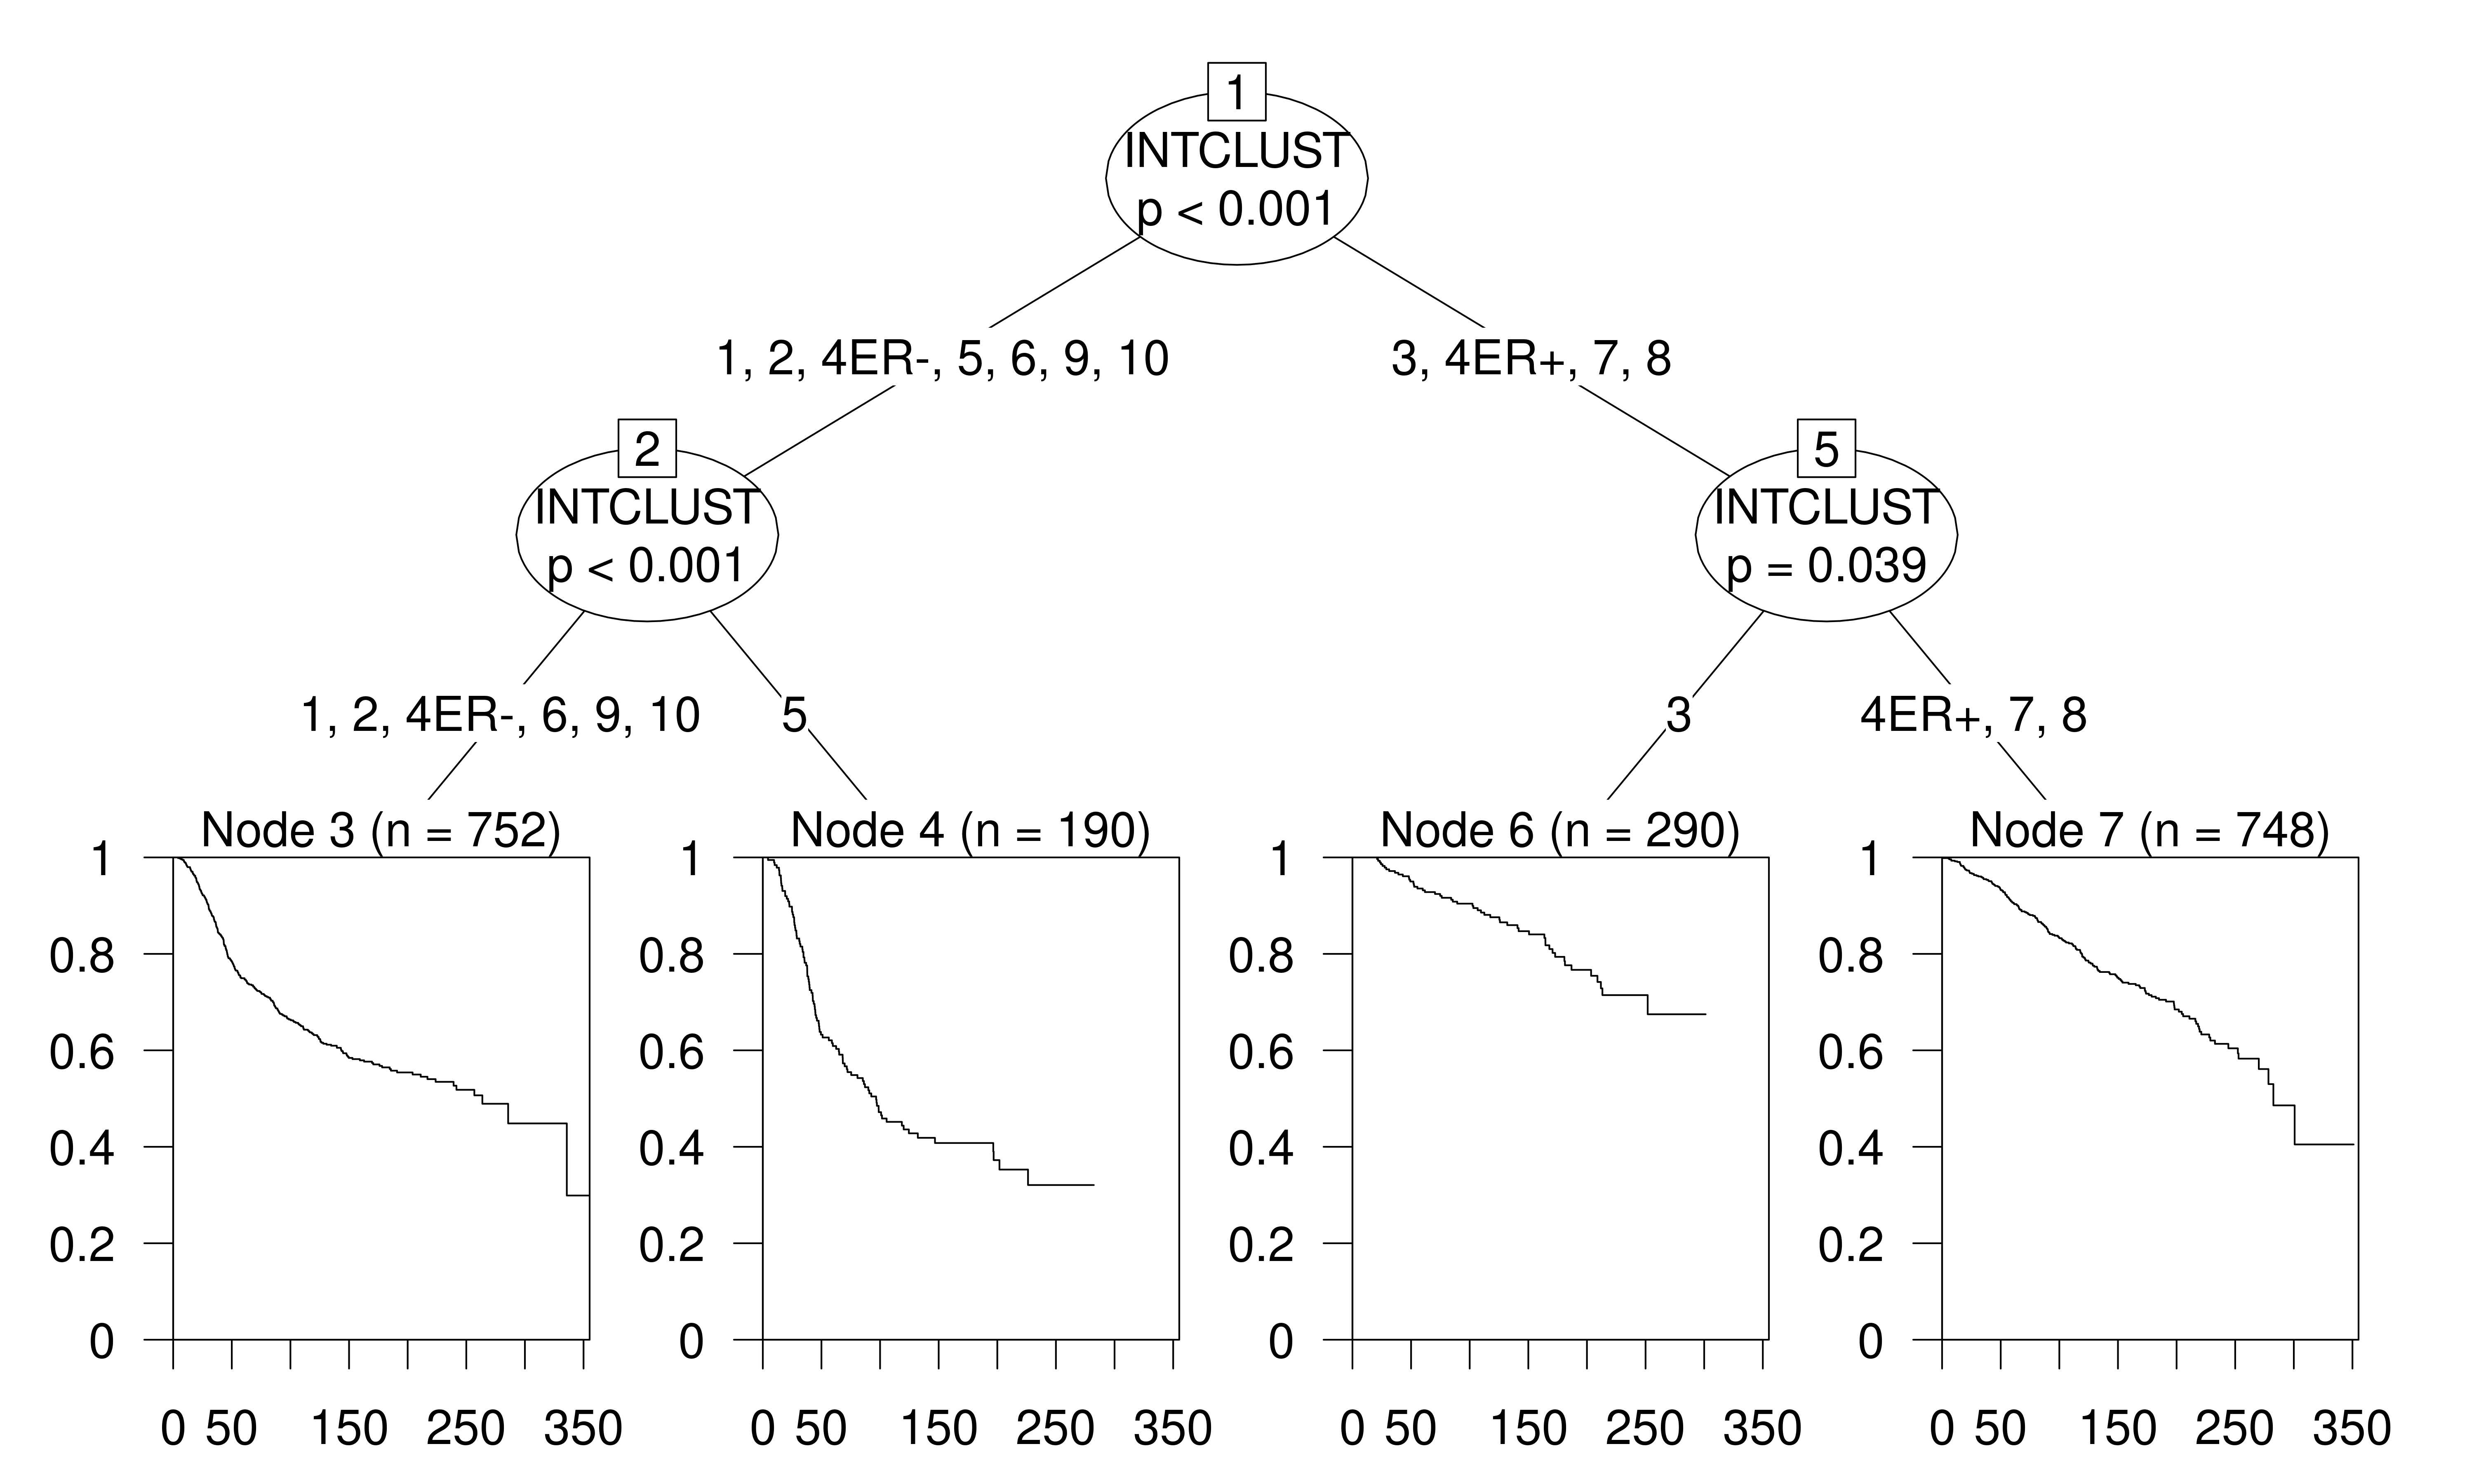 1
INTCLUST
p < 0.001
1, 2, 4ER-, 5, 6, 9, 10
3, 4ER+, 7, 8
2
INTCLUST
p < 0.001
5
INTCLUST
p = 0.039
1, 2, 4ER-, 6, 9, 10
5
3
4ER+, 7, 8
Node 3 (n = 752)
1
0.8
0.6
0.4
0.2
0
0 50 150 250 350
Node 4 (n = 190)
1
0.8
0.6
0.4
0.2
0
0 50 150 250 350
Node 6 (n = 290)
1
0.8
0.6
0.4
0.2
0
0 50 150 250 350
Node 7 (n = 748)
1
0.8
0.6
0.4
0.2
0
0 50 150 250 350